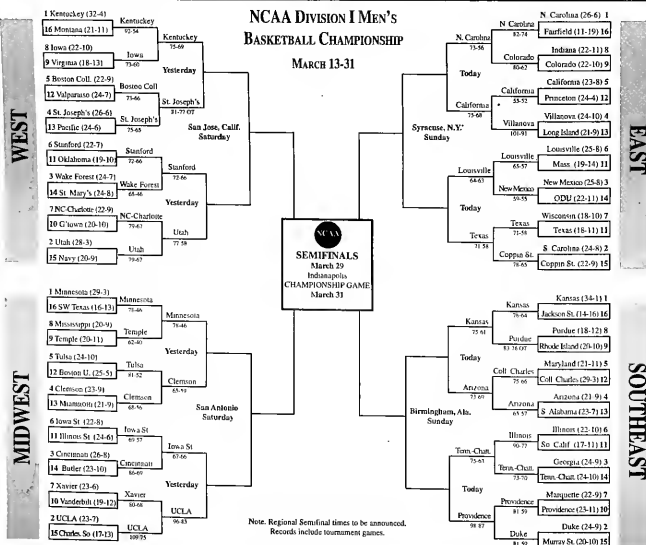 NCAA DIVISION I MEN'S
BASKETBALL CHAMPIONSHIP
MARCH 13-31
WEST
1 Kentucky (32-4)
16 Montana (21-11)
8 Iowa (22-10)
9 Virginia (18-13)
5 Boston Coll. (22-9)
12 Valparaiso (24-7)
4 St. Joseph's (26-6)
13 Pacific (24-6)
6 Stanford (22-7)
11 Oklahoma (19-10)
3 Wake Forest (24-7)
14 St. Mary's (24-8)
7 NC-Charlotte (22-9)
10 G'town (20-10)
2 Utah (28-3)
15 Navy (20-9)
Kentucky
92-54
Iowa
73-60
Boston Coll
73-66
St. Joseph's
75-65
Stanford
72-66
Wake Forest
68-46
NC-Charlotte
79-67
Utah
79-67
Kentucky
75-69
Yesterday
St. Joseph's
81-77 OT
Stanford
72-66
Yesterday
Utah
77 58
San Jose, Calif.
Saturday
MIDWEST
1 Minnesota (29-3)
16 SW Texas (16-13)
8 Mississippi (20-9)
9 Temple (20-11)
5 Tulsa (24-10)
12 Boston U. (25-5)
4 Clemson (23-9)
13 Miami (21-9)
6 Iowa St (22-8)
11 Illinois St. (24-6)
3 Cincinnati (26-8)
14 Butler (23-10)
7 Xavier (23-6)
10 Vanderbilt (19-12)
2 UCLA (23-7)
15 Charles. So (17-13)
Minnesota
78-46
Temple
62-40
Tulsa
81-52
Clemson
68-56
Iowa St
69-57
Cincinnati
86-69
Xavier
80-68
UCLA
109-75
Minnesota
76-46
Yesterday
Clemson
65-59
Iowa St
67-66
Yesterday
UCLA
96-83
San Antonio
Saturday
NCAA
SEMIFINALS
March 29
Indianapolis
CHAMPIONSHIP GAME
March 31
EAST
N. Carolina (26-6) 1
Fairfield (11-19) 16
Indiana (22-11) 8
Colorado (22-10) 9
California (23-8) 5
Princeton (24-4) 12
Villanova (24-10) 4
Long Island (21-9) 13
Louisville (25-8) 6
Mass. (19-14) 11
New Mexico (25-8) 3
ODU (22-11) 14
Wisconsin (18-10) 7
Texas (18-11)
S Carolina (24-8) 2
Coppin St. (22-9) 15
N Carolina
82-74
Colorado
80-62
California
55-52
Villanova
101-91
Louisville
65-57
New Mexico
59-55
Texas
71-58
Coppin St.
78-65
N. Carolina
73-56
Today
California
75-68
Louisville
64-63
Today
Texas
71 58
Syracuse, N.Y.
Sunday
SOUTHEAST
Kansas (34-1) 1
Jackson St. (14-16) 16
Purdue (18-12) 8
Rhode Island (20-10) 9
Maryland (21-11) 5
Coll Charles (29-3) 12
Arizona (21-9) 4
S Alabama (23-7) 13
Illinois (22-10) 6
So Calif (17-11) 11
Georgia (24-9) 3
Tenn.-Chatt. (24-10) 14
Marquette (22-9) 7
Providence (23-11) 10
Duke (24-9) 2
Murray St. (20-10) 15
Kansas
78-64
Purdue
83 76 OT
Coll Charles
75 66
Arizona
65 57
Illinois
90-77
Tenn.-Chatt.
73-70
Providence
81 59
Duke
81 59
Kansas
75 61
Today
Arizona
73 69
Tenn.-Chatt.
75-63
Today
Providence
98-87
Birmingham, Ala.
Sunday
Note. Regional Semifinal times to be announced.
Records include tournament games.